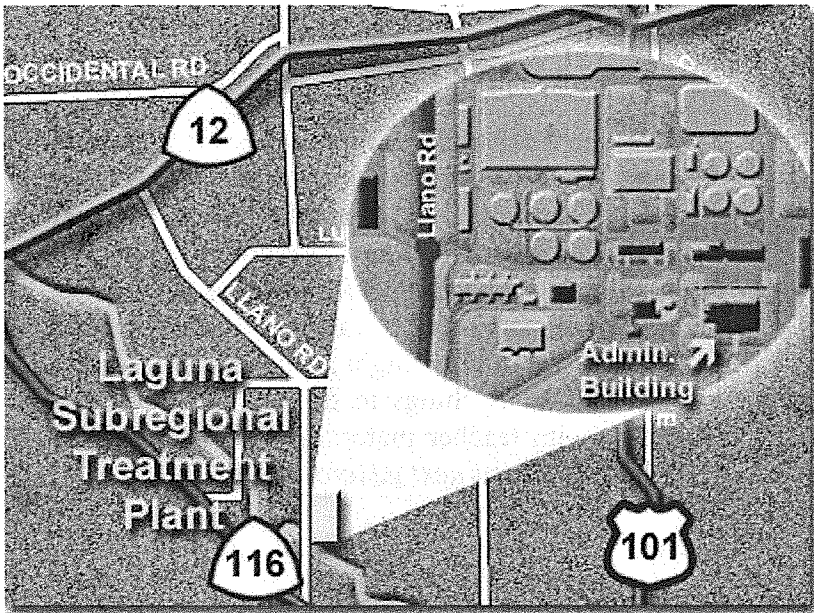 OCCIDENTAL RD
12
Llano Rd
LLANO RD
Admin.
Building
Laguna
Subregional
Treatment
Plant
116
101